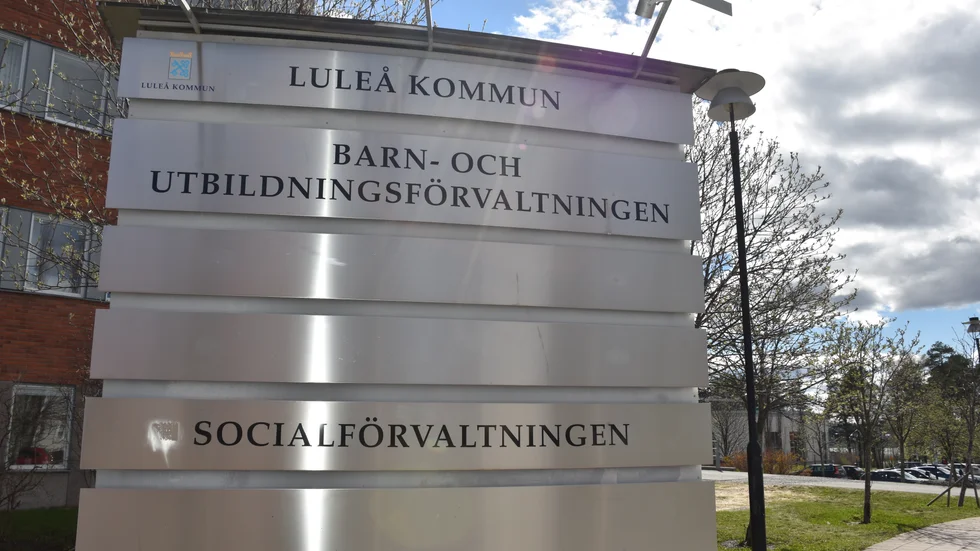 LULEÅ KOMMUN
LULEÅ KOMMUN
BARN- OCH
UTBILDNINGSFÖRVALTNINGEN
SOCIALFÖRVALTNINGEN